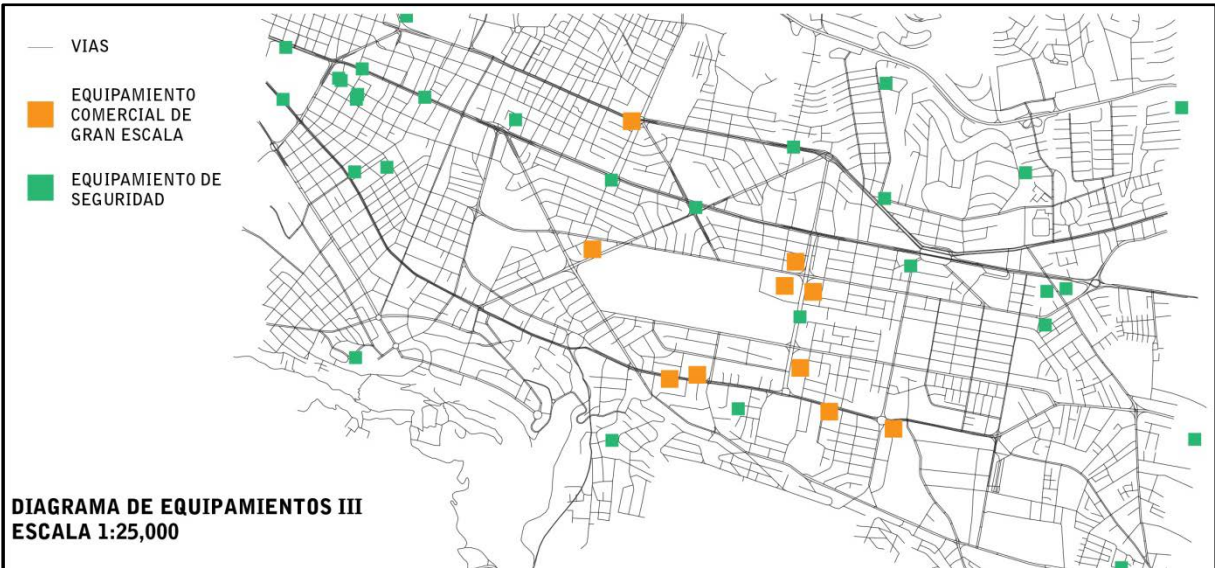 VIAS
EQUIPAMIENTO
COMERCIAL DE
GRAN ESCALA
EQUIPAMIENTO DE
SEGURIDAD
DIAGRAMA DE EQUIPAMIENTOS III
ESCALA 1:25,000